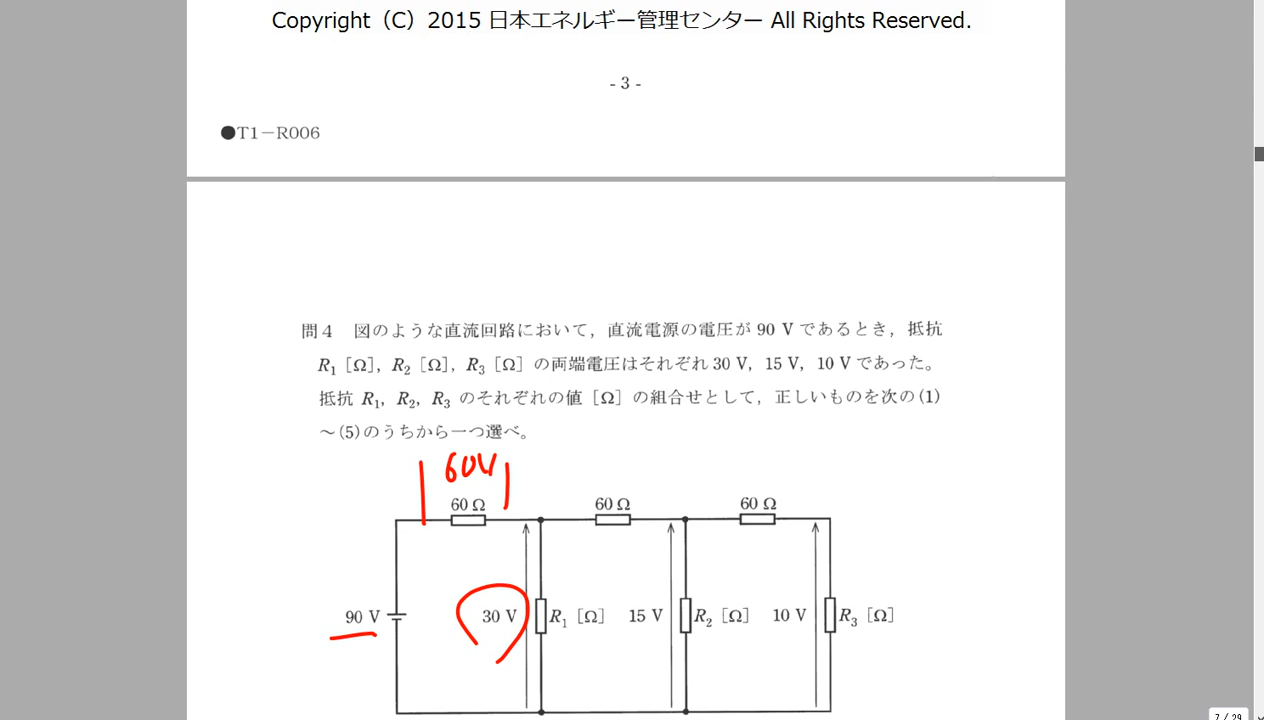 Copyright（C）2015 日本エネルギー管理センター All Rights Reserved.
- 3 -
●T1－R006
問４　図のような直流回路において，直流電源の電圧が 90 V であるとき，抵抗
R₁［Ω］，R₂［Ω］，R₃［Ω］の両端電圧はそれぞれ 30 V，15 V，10 V であった。
抵抗 R₁，R₂，R₃ のそれぞれの値［Ω］の組合せとして，正しいものを次の(1)
～(5)のうちから一つ選べ。
60V
60 Ω 60 Ω 60 Ω
90 V 30 V R₁［Ω］ 15 V R₂［Ω］ 10 V R₃［Ω］
7 / 29